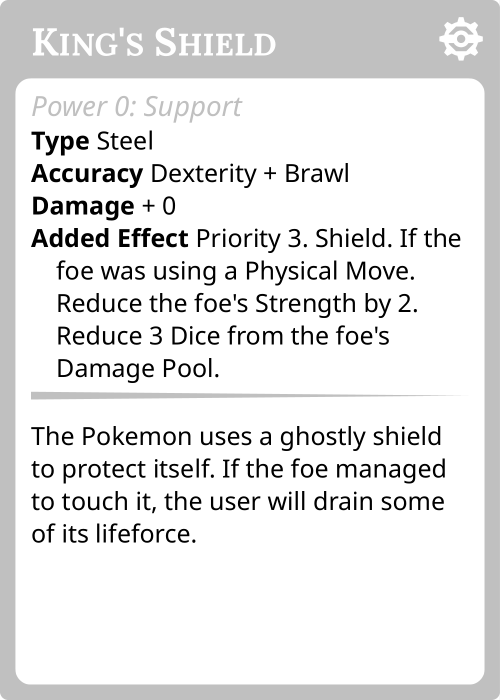 King's Shield
Power 0: Support
Type Steel
Accuracy Dexterity + Brawl
Damage + 0
Added Effect Priority 3. Shield. If the
foe was using a Physical Move.
Reduce the foe's Strength by 2.
Reduce 3 Dice from the foe's
Damage Pool.
The Pokemon uses a ghostly shield
to protect itself. If the foe managed
to touch it, the user will drain some
of its lifeforce.